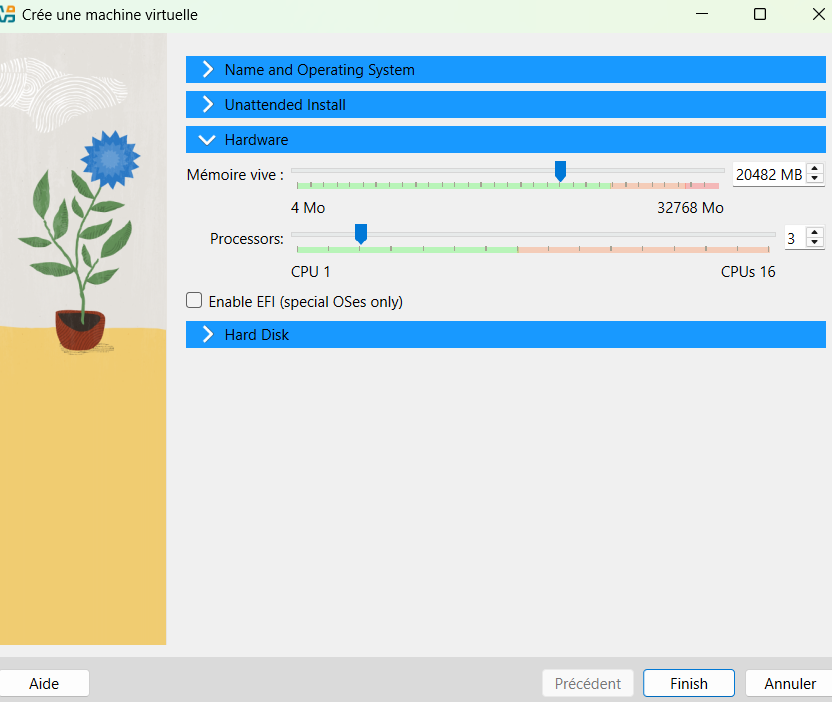 Crée une machine virtuelle
Name and Operating System
Unattended Install
Hardware
Mémoire vive : 20482 MB
4 Mo 32768 Mo
Processors: 3
CPU 1 CPUs 16
Enable EFI (special OSes only)
Hard Disk
Aide Précédent Finish Annuler